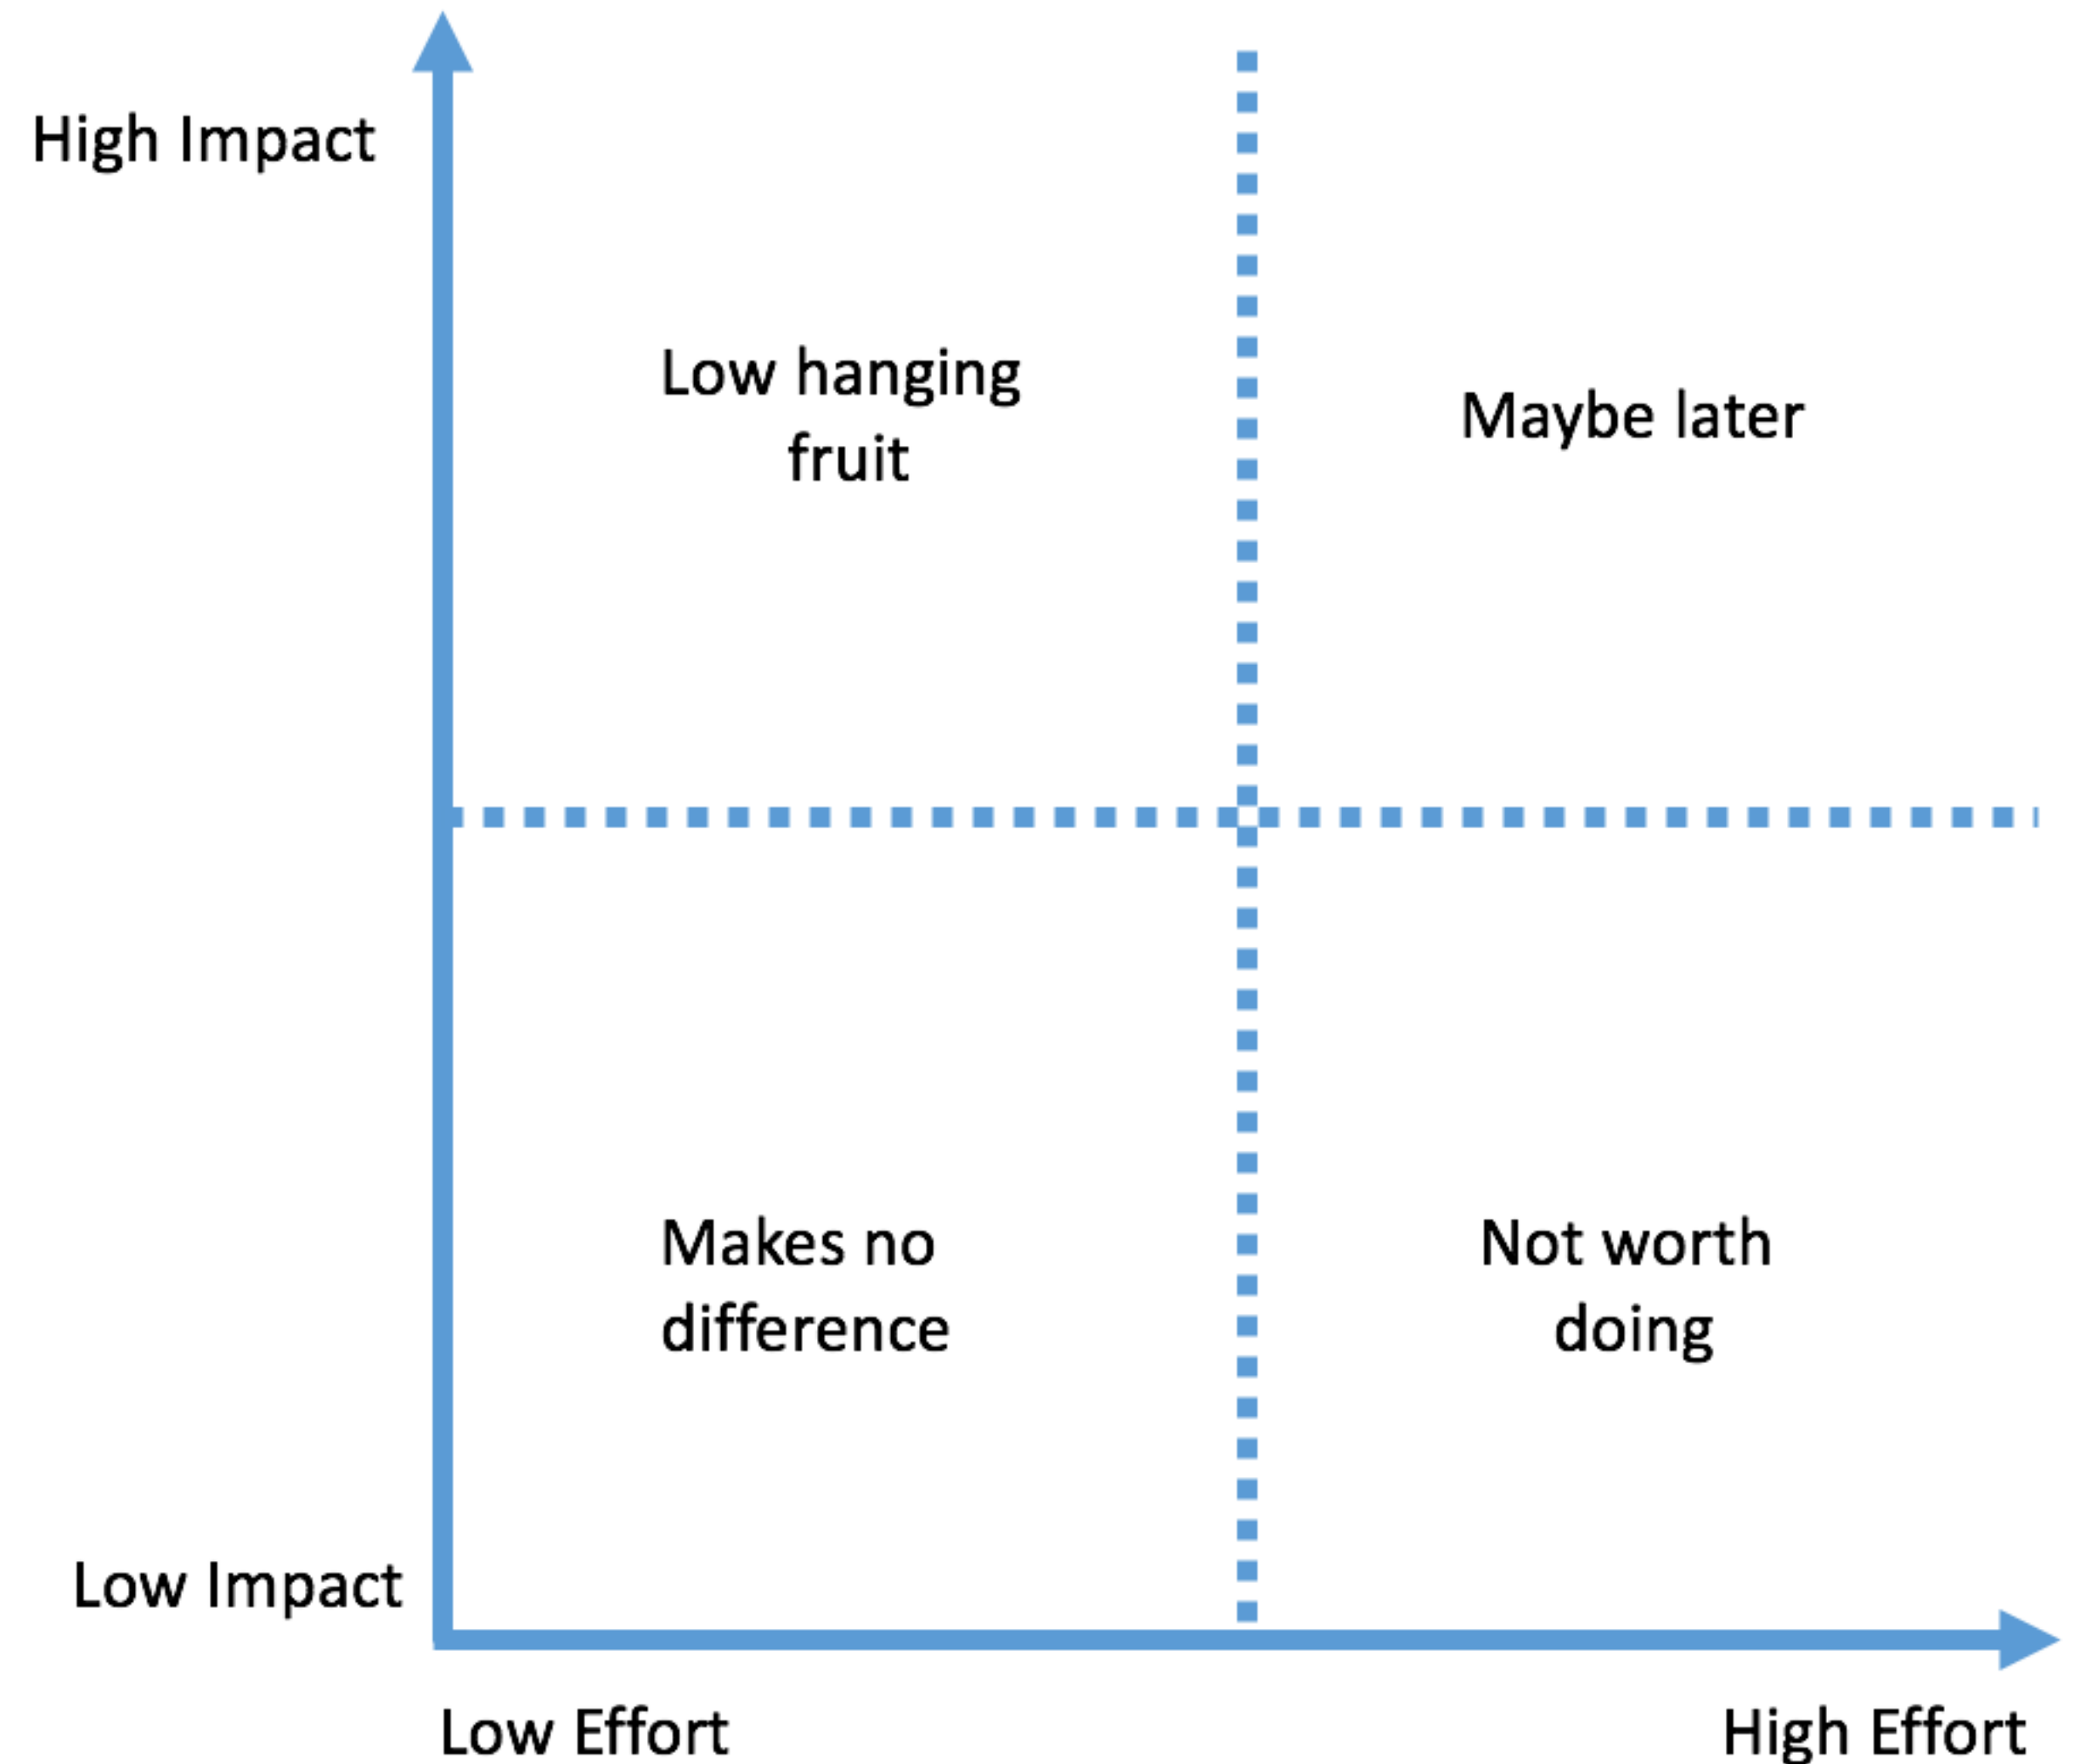 High Impact
Low hanging
fruit
Maybe later
Makes no
difference
Not worth
doing
Low Impact
Low Effort
High Effort